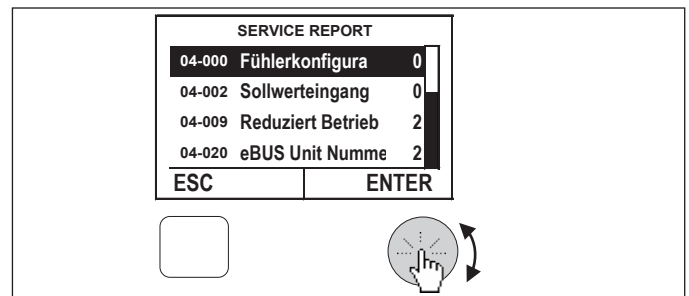 SERVICE REPORT
04-000 Fühlerkonfigura 0
04-002 Sollwerteingang 0
04-009 Reduziert Betrieb 2
04-020 eBUS Unit Numme 2
ESC ENTER